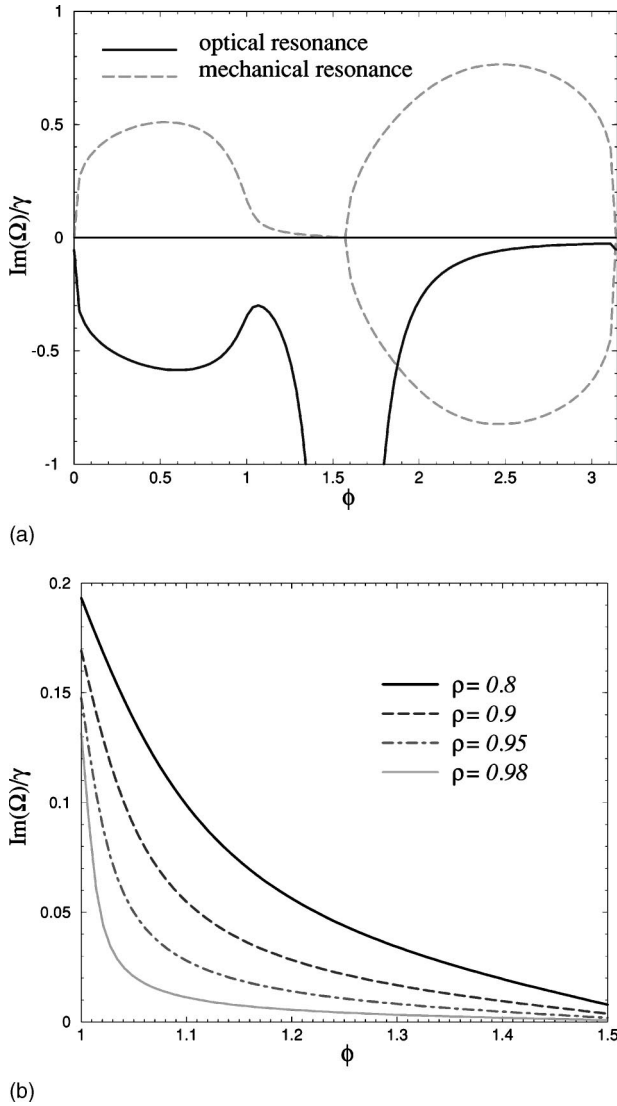 1
optical resonance
mechanical resonance
0.5
Im(Ω)/γ
0
-0.5
-1
0 0.5 1 1.5 2 2.5 3
ϕ
(a)
0.2
0.15
ρ= 0.8
ρ= 0.9
ρ= 0.95
ρ= 0.98
Im(Ω)/γ
0.1
0.05
0
1 1.1 1.2 1.3 1.4 1.5
ϕ
(b)